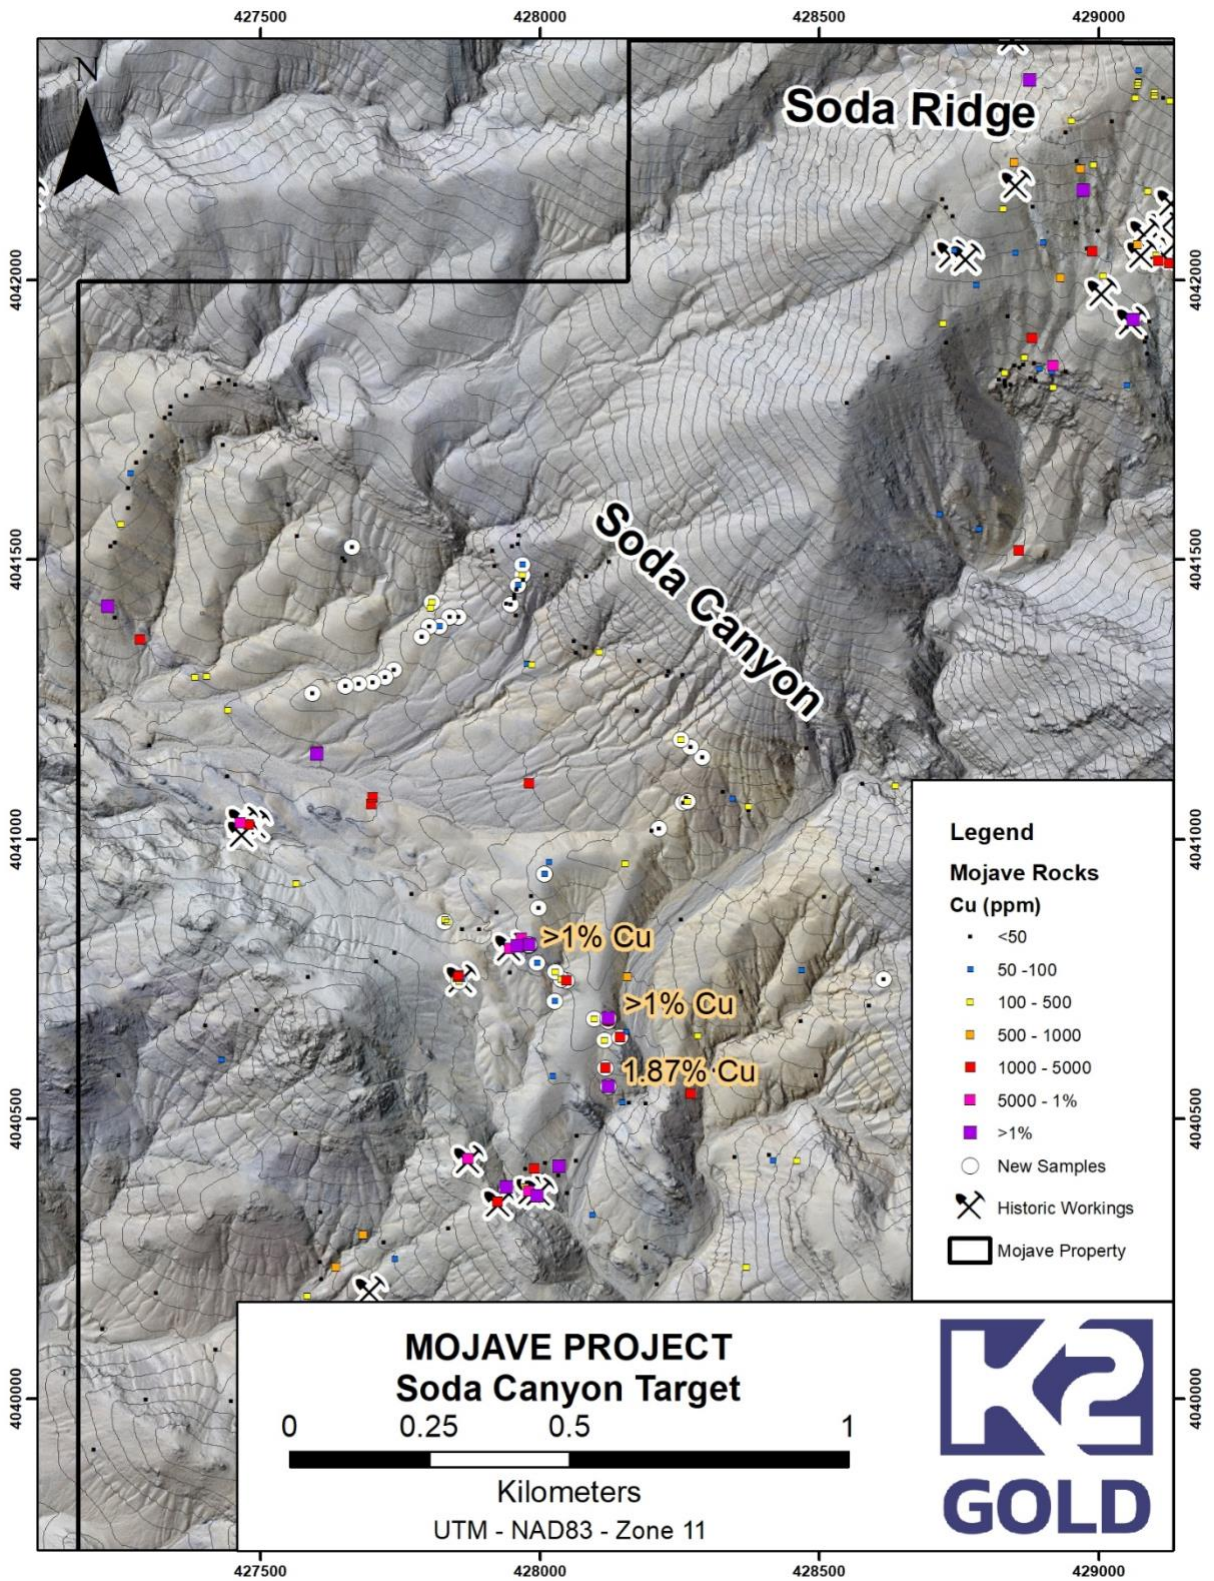 427500 428000 428500 429000
N
Soda Ridge
4042000 4042000
Soda Canyon
4041500 4041500
4041000 4041000
>1% Cu
>1% Cu
1.87% Cu
4040500 4040500
4040000 4040000
Legend
Mojave Rocks
Cu (ppm)
<50
50 -100
100 - 500
500 - 1000
1000 - 5000
5000 - 1%
>1%
New Samples
Historic Workings
Mojave Property
MOJAVE PROJECT
Soda Canyon Target
0 0.25 0.5 1
Kilometers
UTM - NAD83 - Zone 11
K2
GOLD
427500 428000 428500 429000